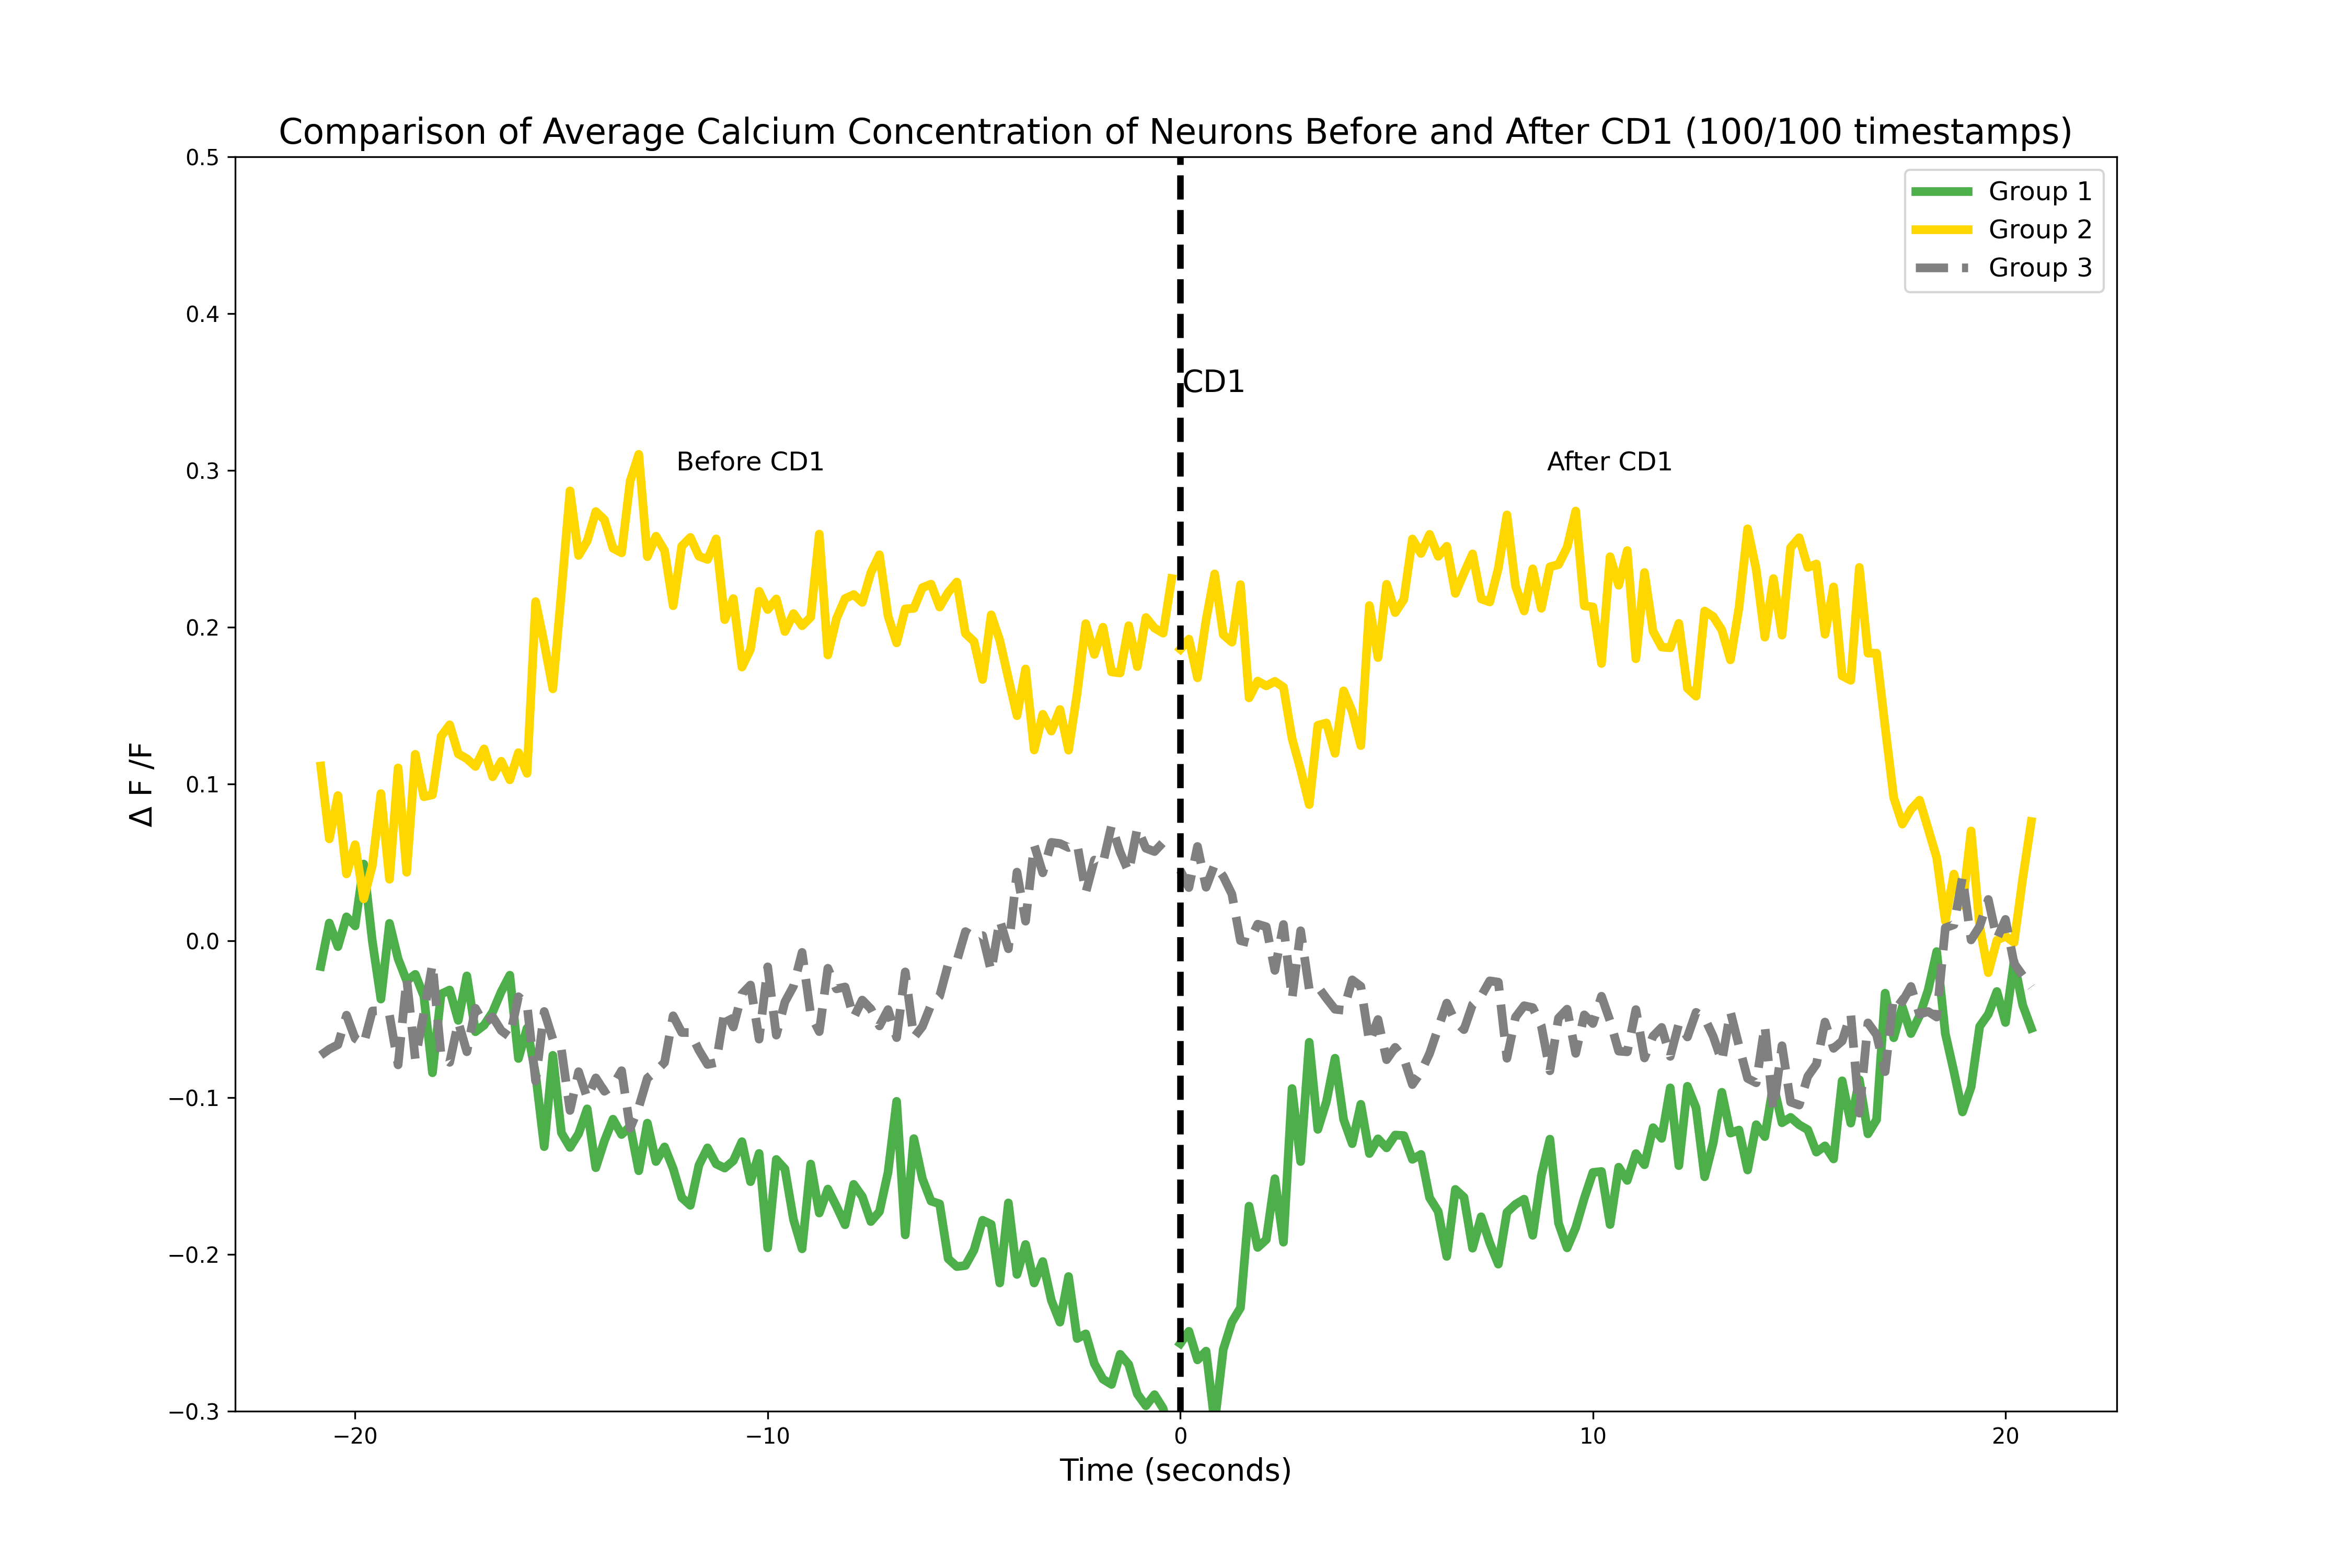 Comparison of Average Calcium Concentration of Neurons Before and After CD1 (100/100 timestamps)
Group 1
Group 2
Group 3
CD1
Before CD1
After CD1
Δ F /F
0.5
0.4
0.3
0.2
0.1
0.0
−0.1
−0.2
−0.3
−20
−10
0
10
20
Time (seconds)